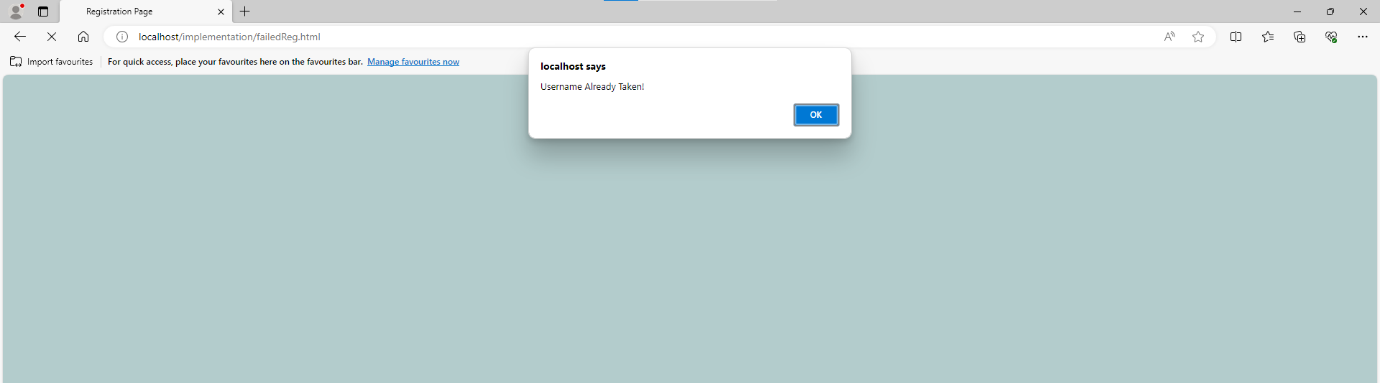 Registration Page
localhost/implementation/failedReg.html
Import favourites For quick access, place your favourites here on the favourites bar. Manage favourites now
localhost says
Username Already Taken!
OK